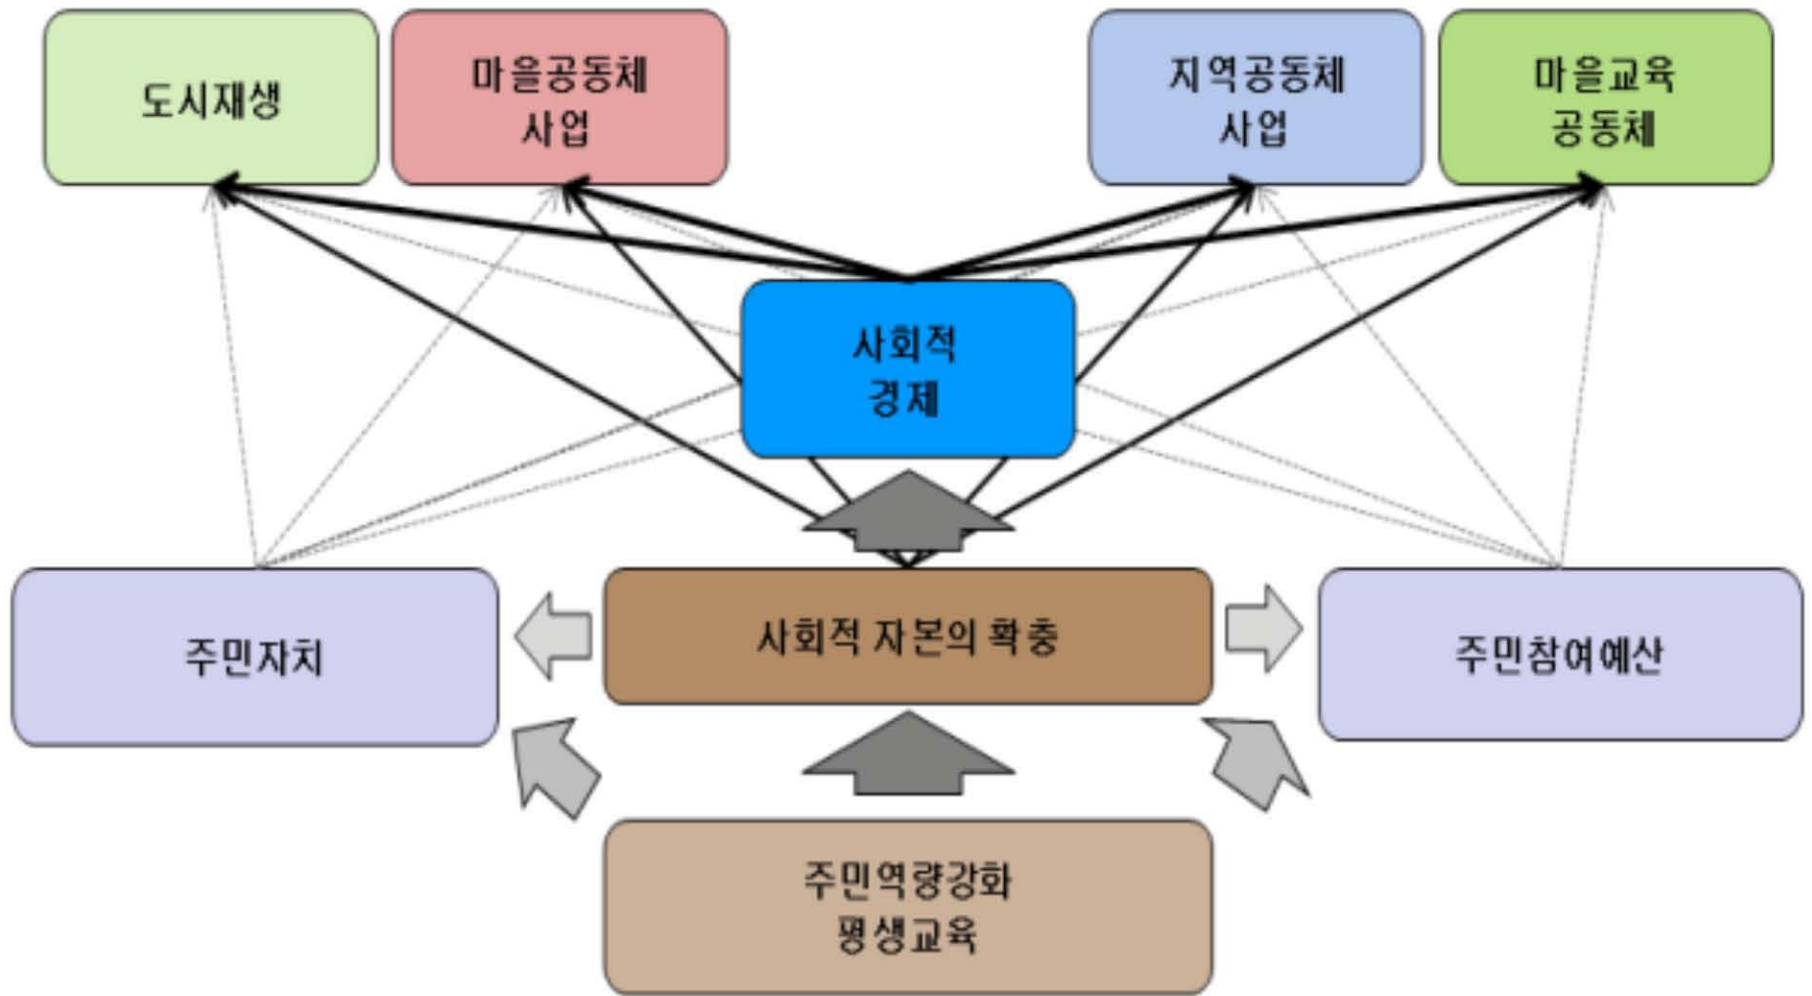 도시재생
마을공동체
사업
지역공동체
사업
마을교육
공동체
사회적
경제
주민자치
사회적 자본의 확충
주민참여예산
주민역량강화
평생교육